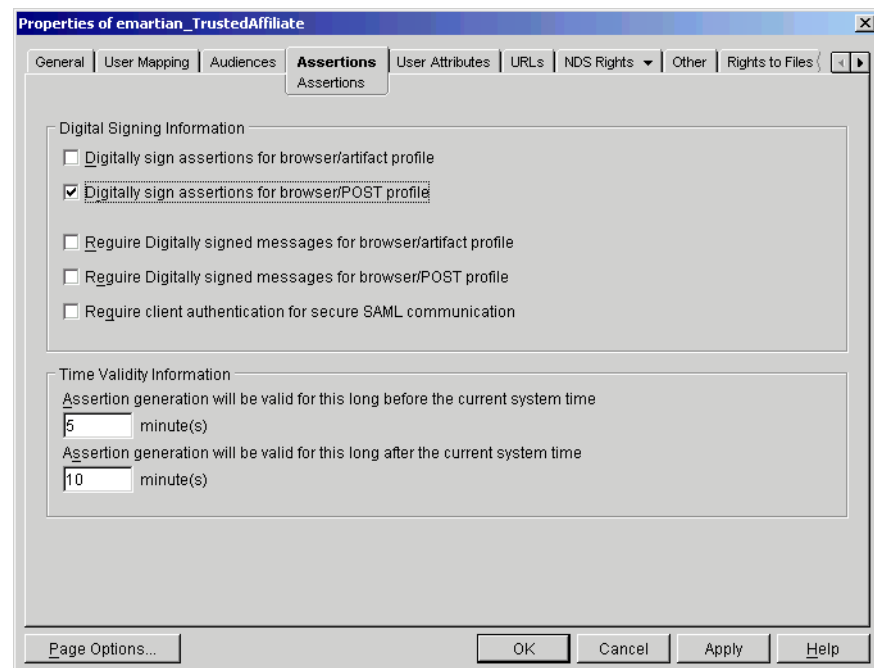 Properties of emartian_TrustedAffiliate
General User Mapping Audiences Assertions User Attributes URLs NDS Rights Other Rights to Files
Assertions
Digital Signing Information
Digitally sign assertions for browser/artifact profile
Digitally sign assertions for browser/POST profile
Require Digitally signed messages for browser/artifact profile
Require Digitally signed messages for browser/POST profile
Require client authentication for secure SAML communication
Time Validity Information
Assertion generation will be valid for this long before the current system time
5 minute(s)
Assertion generation will be valid for this long after the current system time
10 minute(s)
Page Options... OK Cancel Apply Help